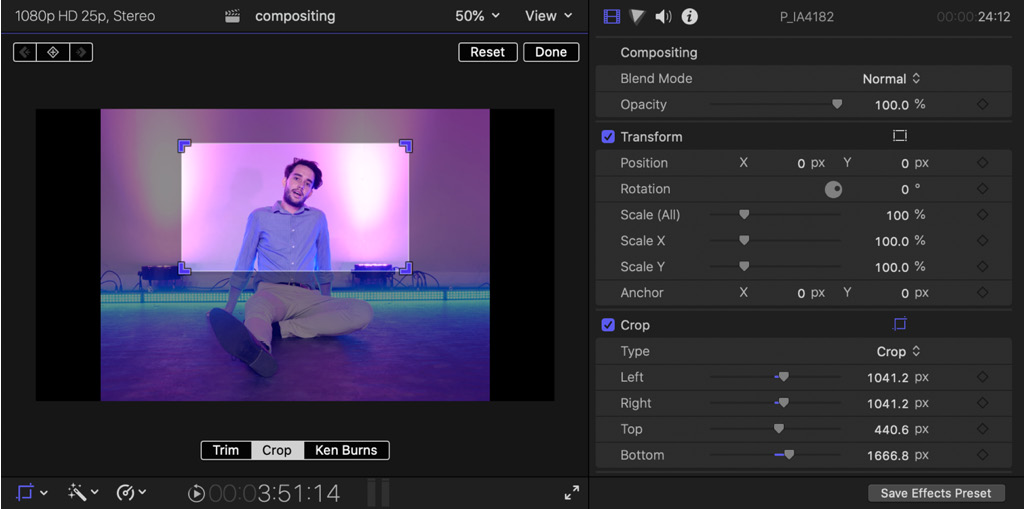 1080p HD 25p, Stereo
compositing
50%
View
Reset
Done
Trim
Crop
Ken Burns
00:03:51:14
P_IA4182
00:00:24:12
Compositing
Blend Mode Normal
Opacity 100.0 %
Transform
Position X 0 px Y 0 px
Rotation 0 °
Scale (All) 100 %
Scale X 100.0 %
Scale Y 100.0 %
Anchor X 0 px Y 0 px
Crop
Type Crop
Left 1041.2 px
Right 1041.2 px
Top 440.6 px
Bottom 1666.8 px
Save Effects Preset